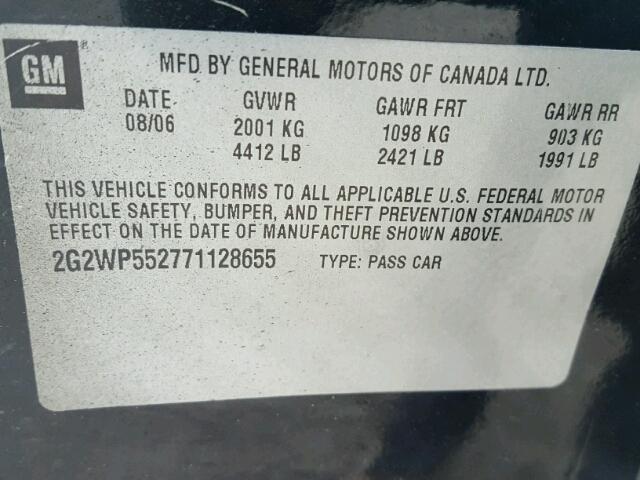 GM
MFD BY GENERAL MOTORS OF CANADA LTD.
DATE GVWR GAWR FRT GAWR RR
08/06 2001 KG 1098 KG 903 KG
4412 LB 2421 LB 1991 LB
THIS VEHICLE CONFORMS TO ALL APPLICABLE U.S. FEDERAL MOTOR
VEHICLE SAFETY, BUMPER, AND THEFT PREVENTION STANDARDS IN
EFFECT ON THE DATE OF MANUFACTURE SHOWN ABOVE.
2G2WP552771128655 TYPE: PASS CAR